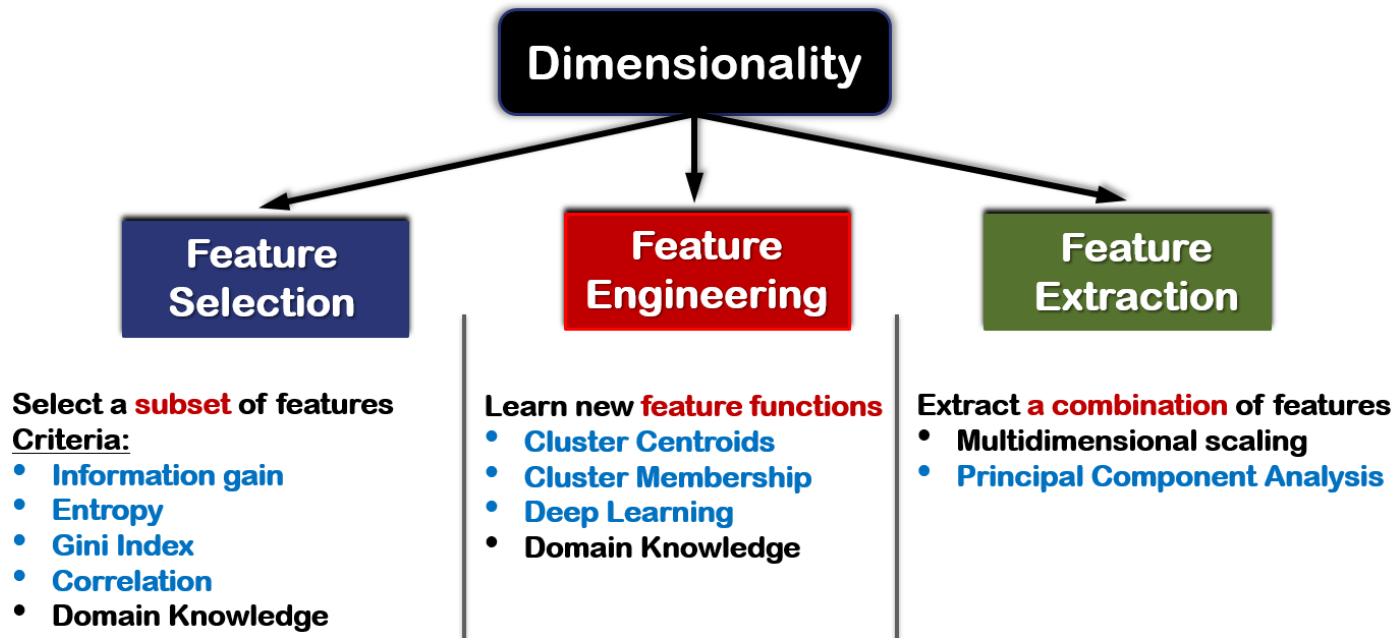 Dimensionality
Feature
Selection
Feature
Engineering
Feature
Extraction
Select a subset of features
Criteria:
• Information gain
• Entropy
• Gini Index
• Correlation
• Domain Knowledge
Learn new feature functions
• Cluster Centroids
• Cluster Membership
• Deep Learning
• Domain Knowledge
Extract a combination of features
• Multidimensional scaling
• Principal Component Analysis